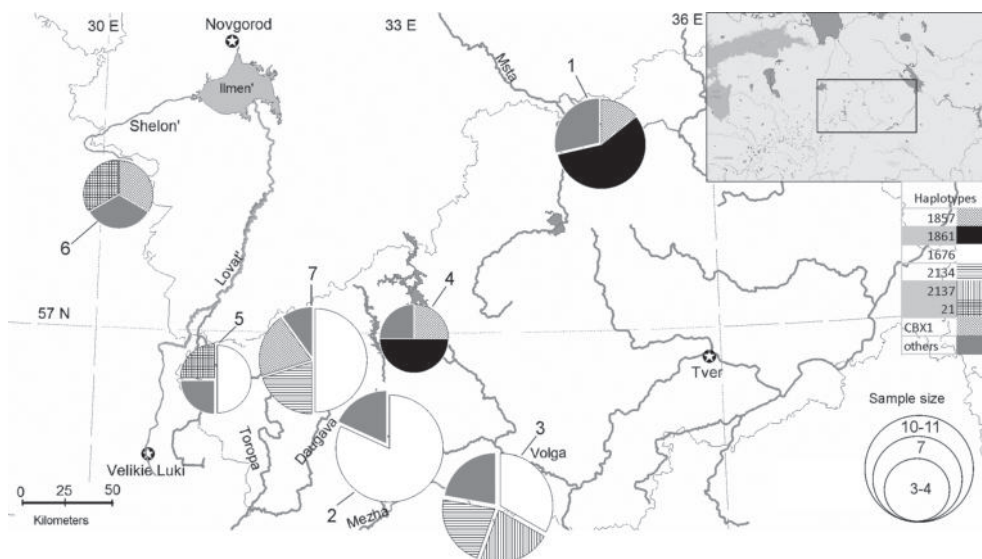 30 E
Novgorod
33 E
36 E
Msta
1
Ilmen'
Shelon'
6
Lovat'
7
4
57 N
5
Haplotypes
1857
1861
1676
2134
2137
21
CBX1
others
Tver
Toropa
Daugava
3
Volga
Velikie Luki
2
Mezha
0 25 50
Kilometers
Sample size
10-11
7
3-4